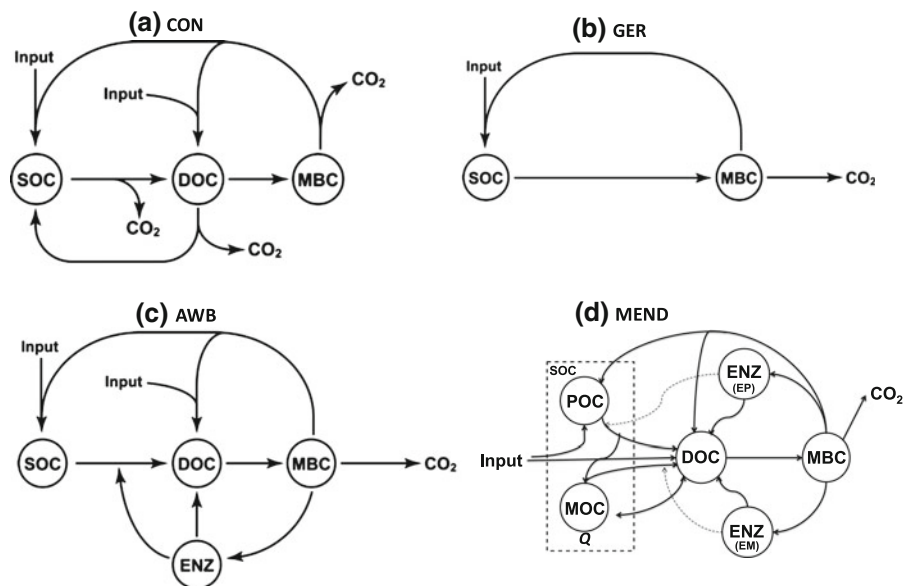 (a) CON
Input
Input
CO2
SOC
DOC
MBC
CO2
CO2
(b) GER
Input
SOC
MBC
CO2
(c) AWB
Input
Input
SOC
DOC
MBC
CO2
ENZ
(d) MEND
SOC
POC
ENZ
(EP)
CO2
Input
DOC
MBC
MOC
Q
ENZ
(EM)